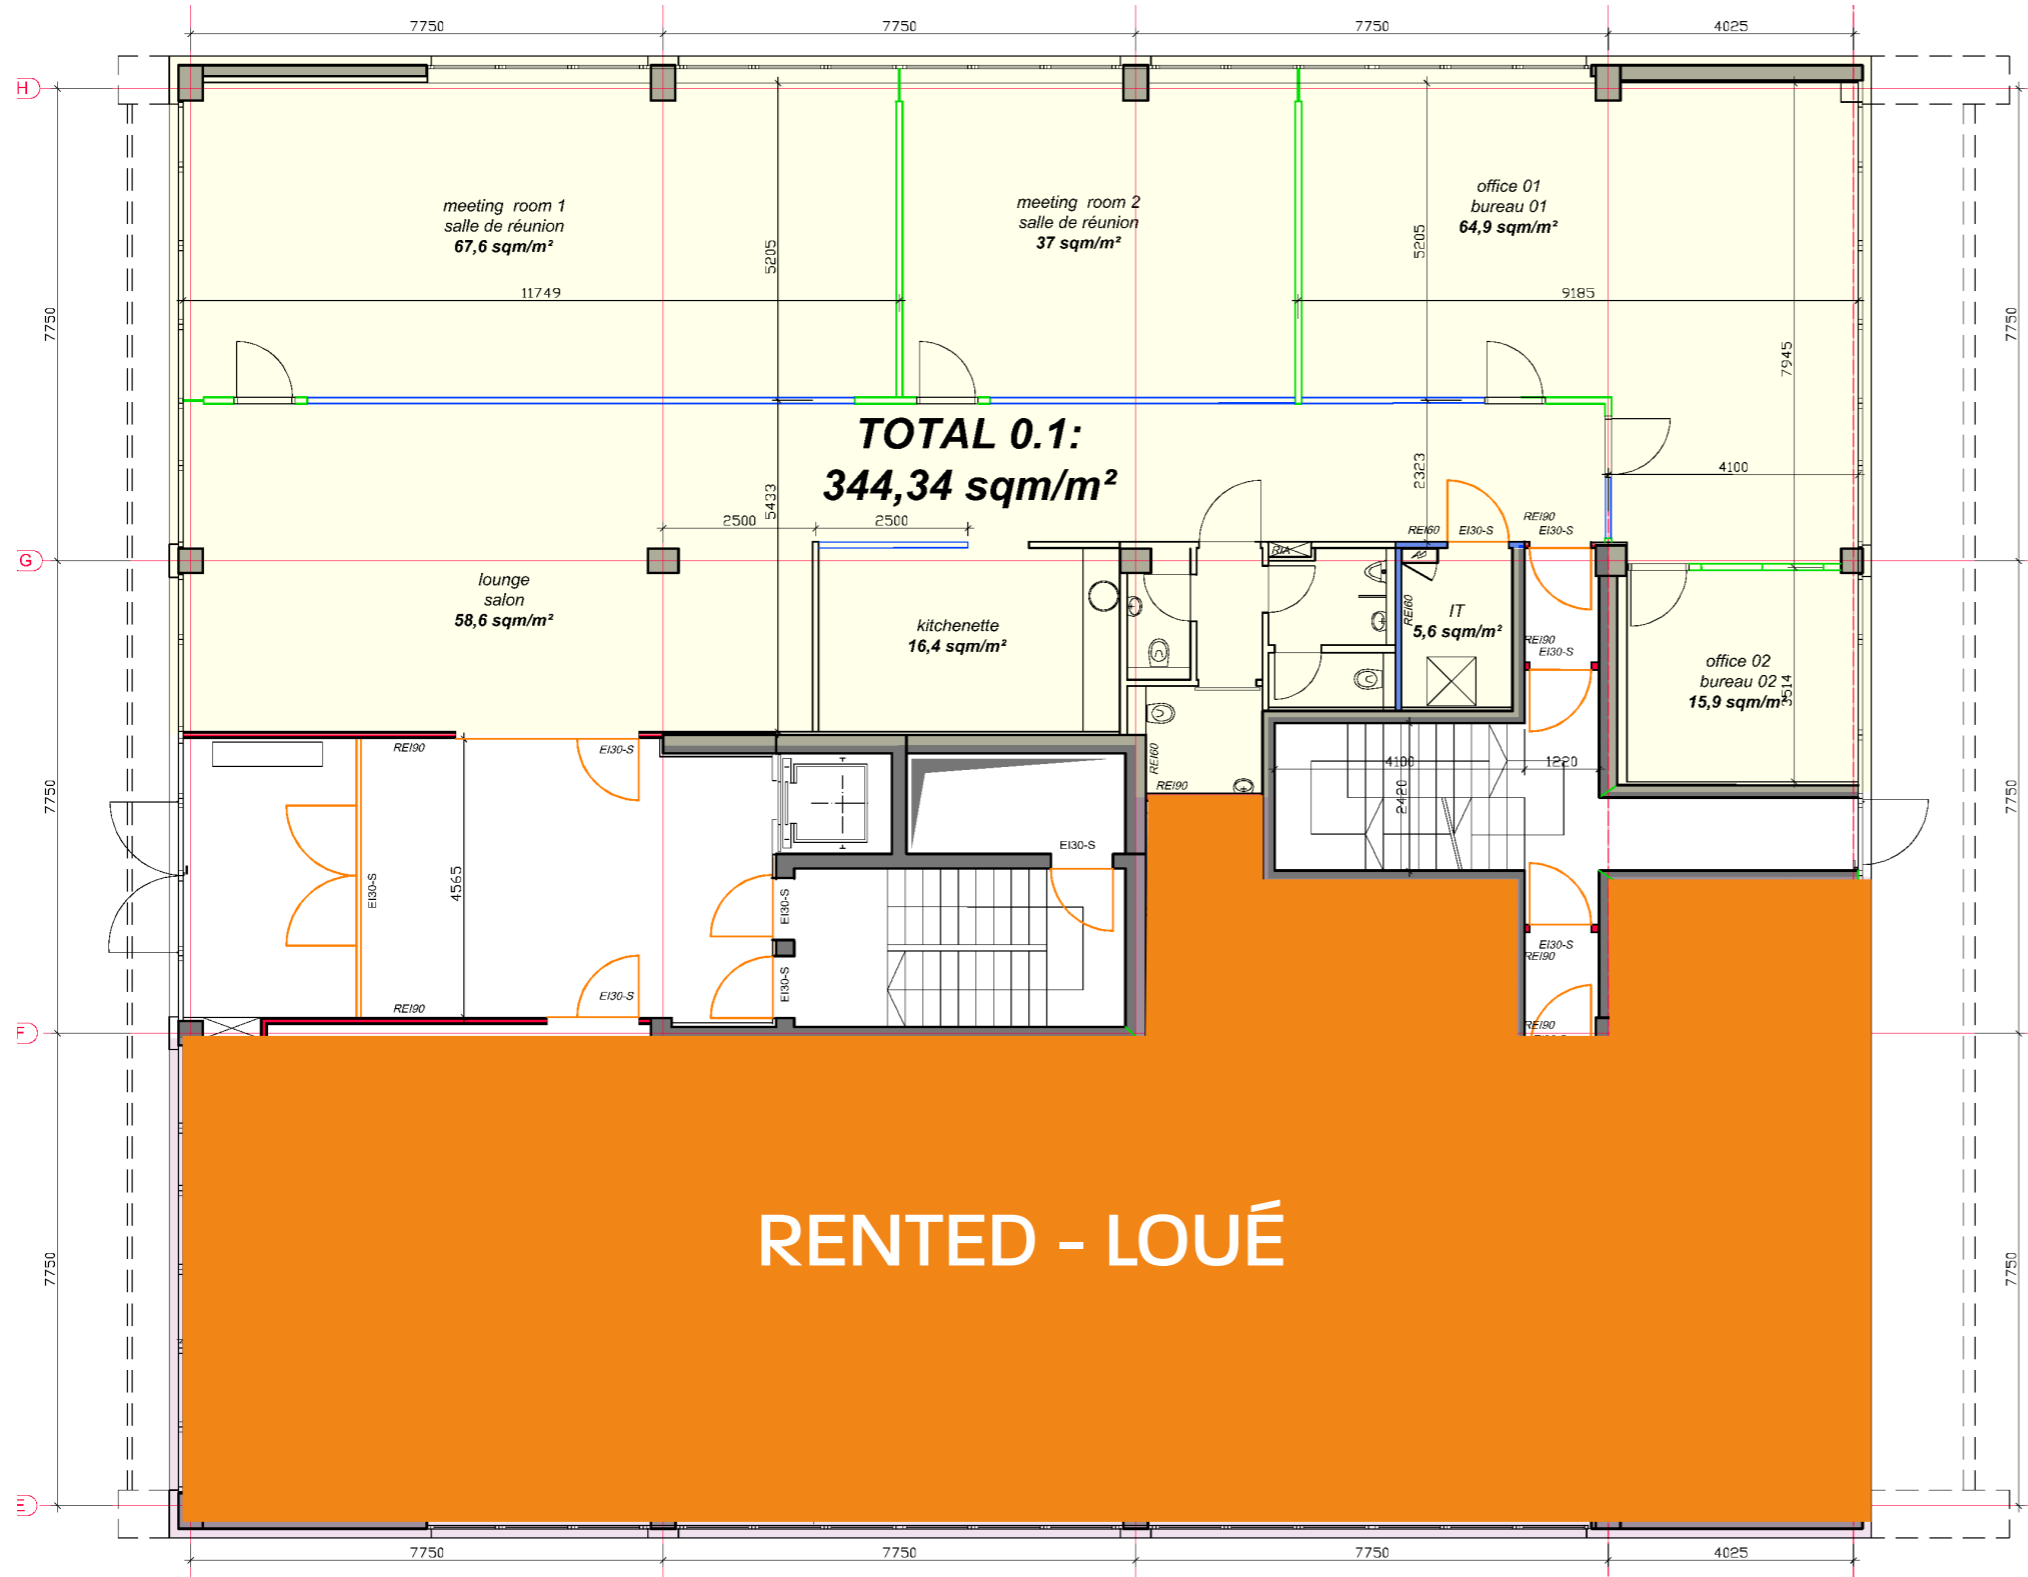 7750
7750
7750
4025
H
meeting room 1
salle de réunion
67,6 sqm/m²
meeting room 2
salle de réunion
37 sqm/m²
office 01
bureau 01
64,9 sqm/m²
5205
5205
11749
9185
7750
7750
7945
TOTAL 0.1:
344,34 sqm/m²
5433
2323
4100
2500
2500
REI60
EI30-S
REI90
EI30-S
RIA
G
lounge
salon
58,6 sqm/m²
kitchenette
16,4 sqm/m²
REI60
IT
5,6 sqm/m²
REI90
EI30-S
office 02
bureau 02
15,9 sqm/m²
3514
REI90
EI30-S
REI60
REI90
4100
1220
2420
7750
7750
EI30-S
4565
EI30-S
EI30-S
EI30-S
EI30-S
REI90
REI90
EI30-S
REI90
F
RENTED - LOUÉ
7750
7750
E
7750
7750
7750
4025